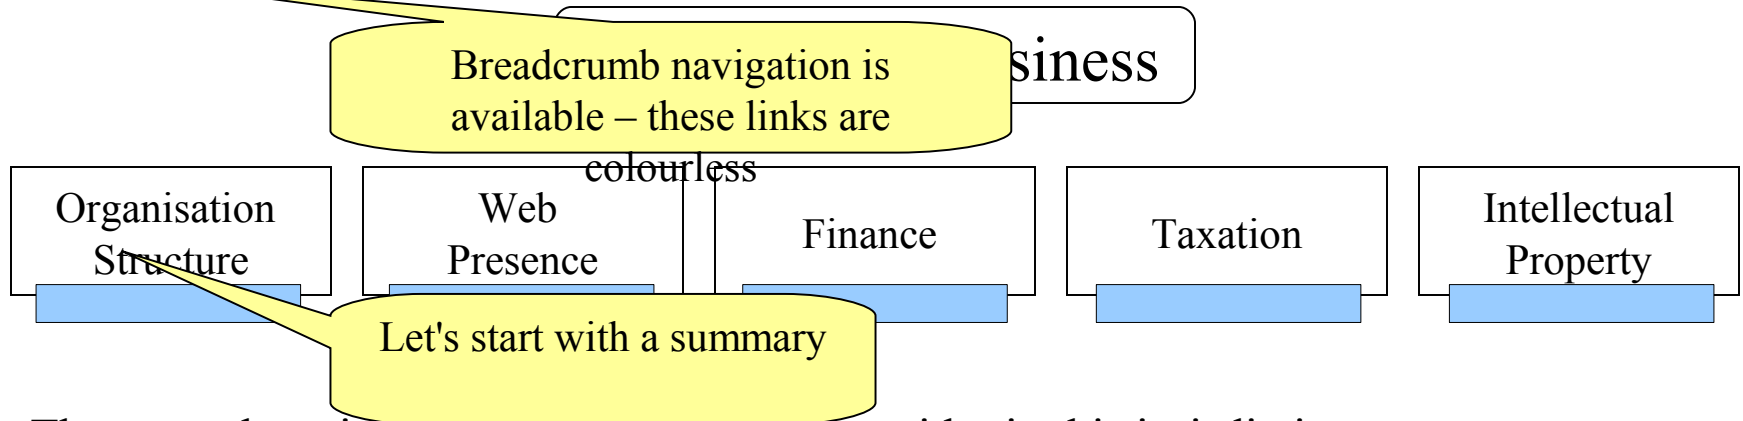 siness
Breadcrumb navigation is
available – these links are
colourless
Organisation
Structure
Web
Presence
Finance
Taxation
Intellectual
Property
Let's start with a summary